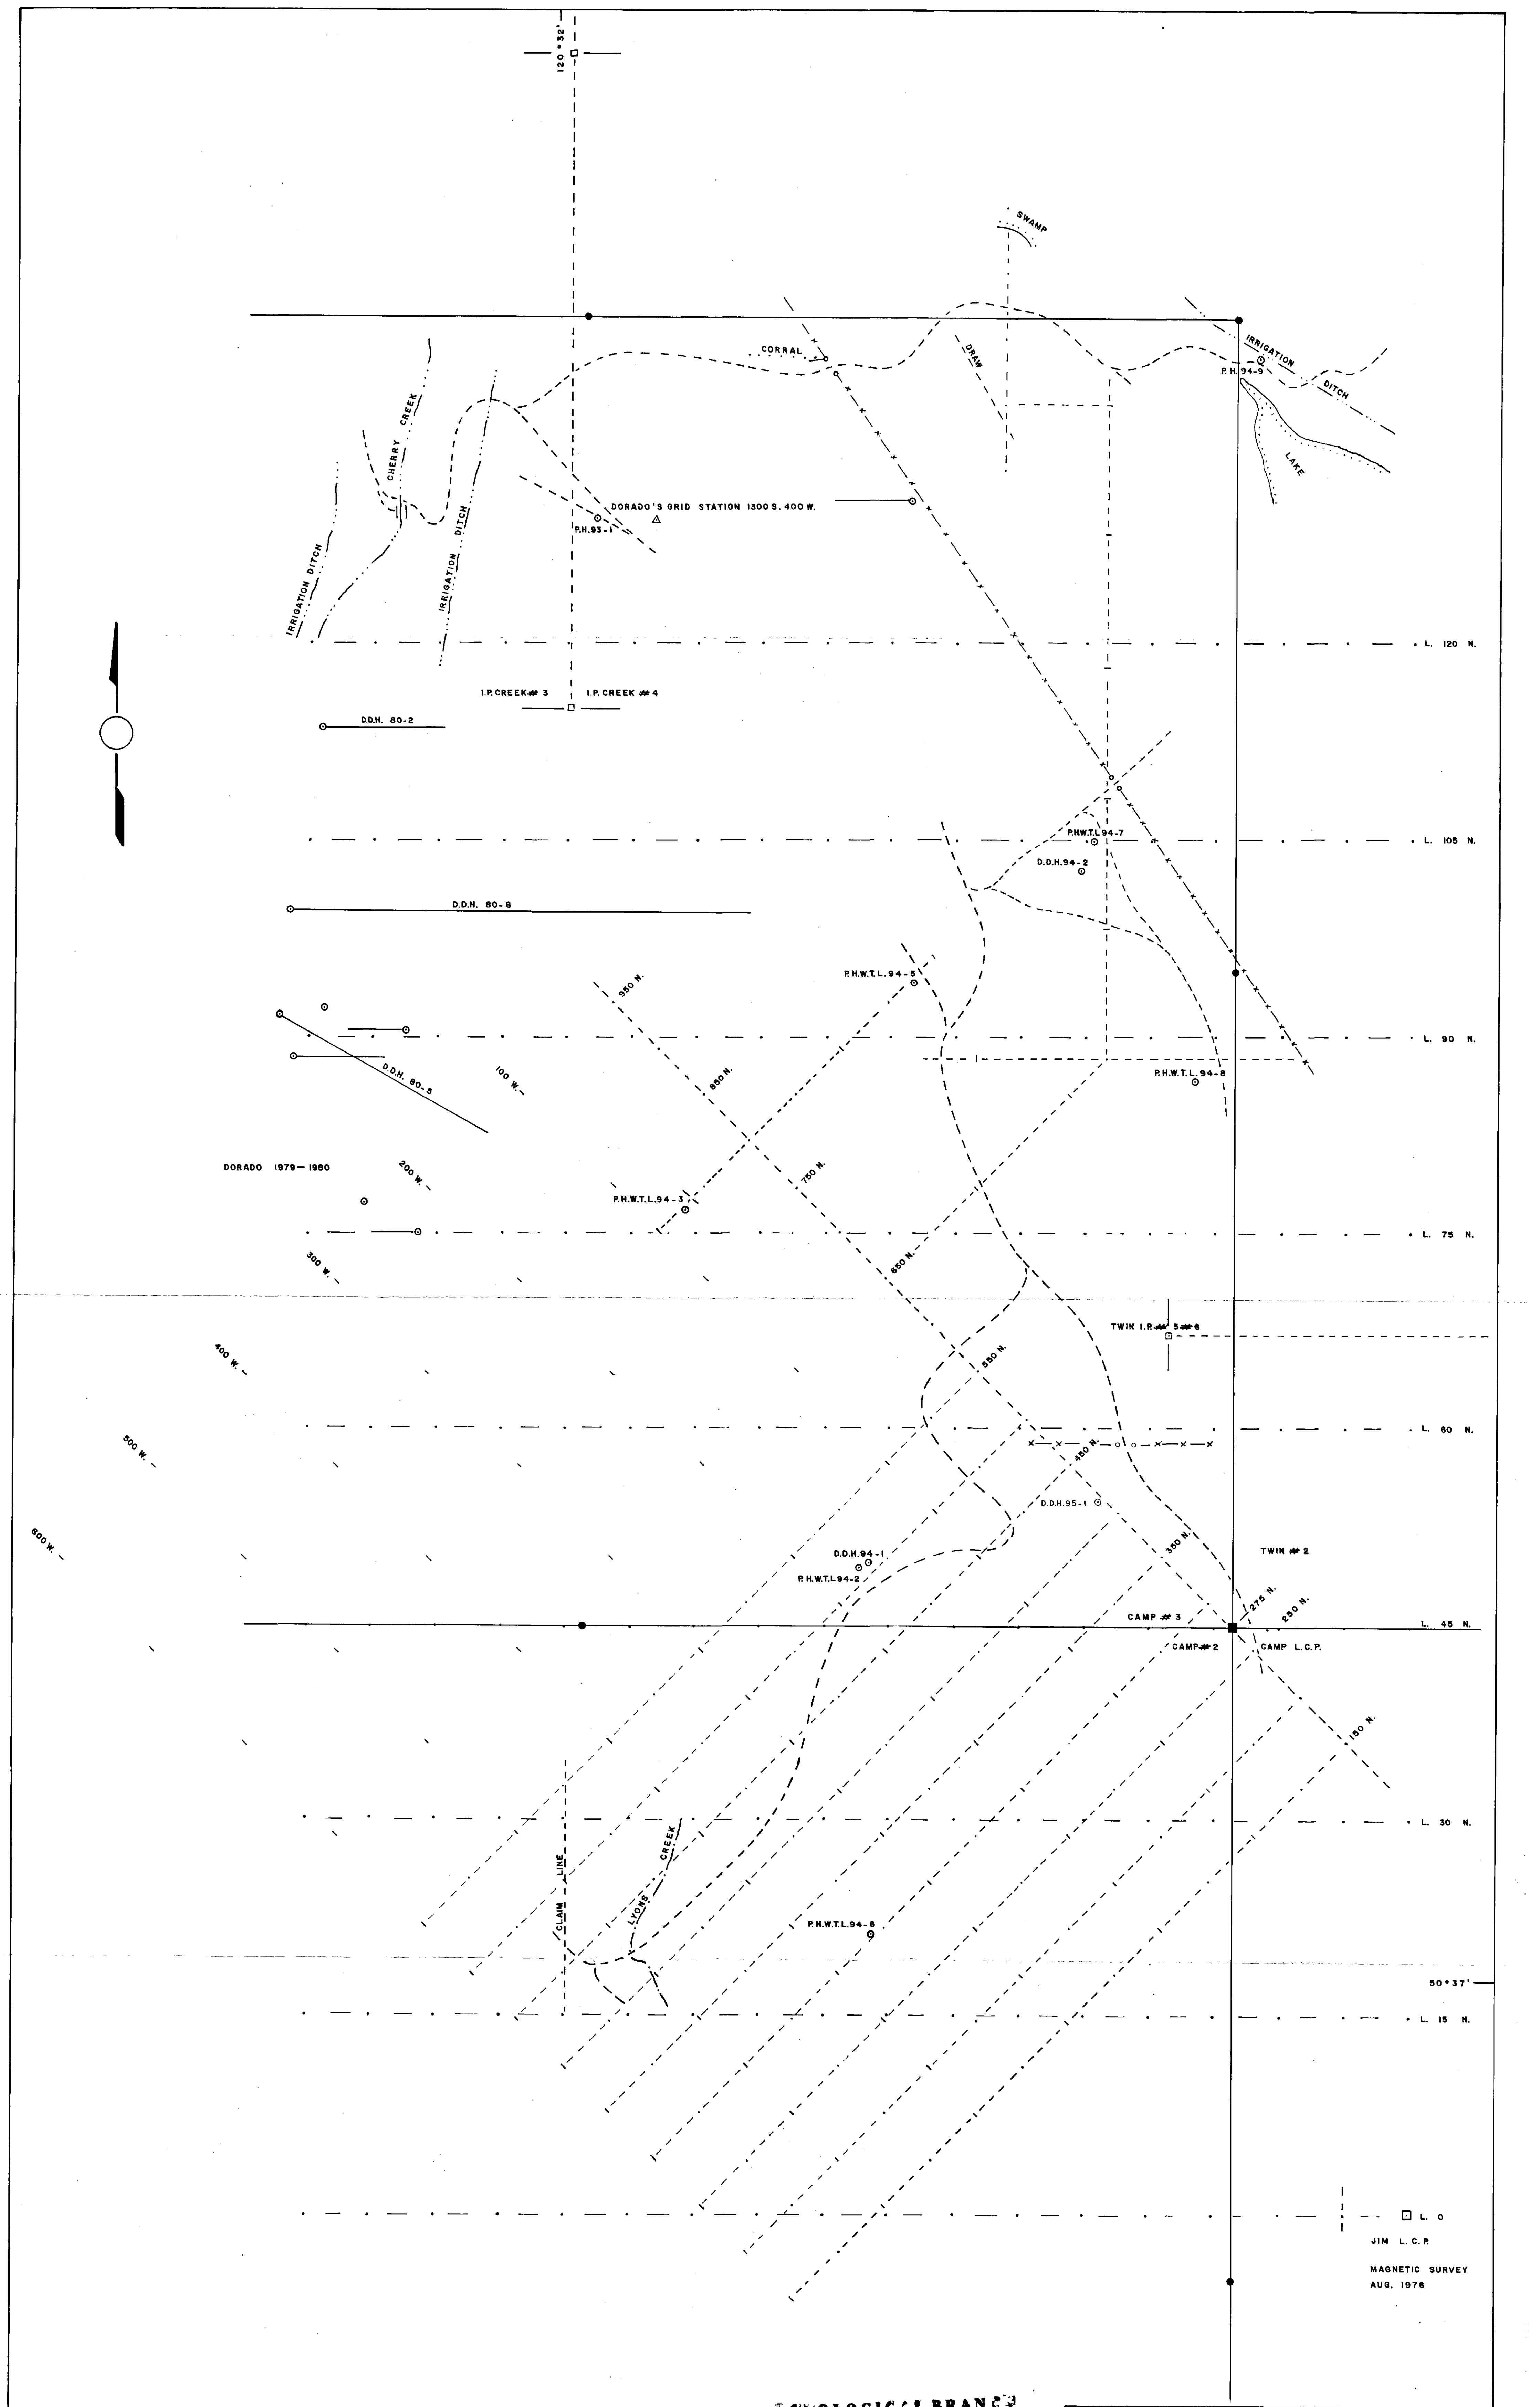 120°32'
SWAMP
CORRAL
DRAW
IRRIGATION DITCH
P.H. 94-9
LAKE
CHERRY CREEK
IRRIGATION DITCH
IRRIGATION DITCH
DORADO'S GRID STATION 1300 S. 400 W.
P.H. 93-1
L. 120 N.
I.P. CREEK # 3
I.P. CREEK # 4
D.D.H. 80-2
P.H.W.T.L. 94-7
L. 105 N.
D.D.H. 94-2
D.D.H. 80-6
P.H.W.T.L. 94-5
950 N.
L. 90 N.
D.D.H. 80-5
100 W.
850 N.
P.H.W.T.L. 94-8
DORADO 1979-1980
200 W.
750 N.
P.H.W.T.L. 94-3
L. 75 N.
300 W.
650 N.
TWIN I.P. # 5 # 6
400 W.
550 N.
L. 60 N.
500 W.
450 N.
D.D.H. 95-1
600 W.
350 N.
D.D.H. 94-1
TWIN # 2
P.H.W.T.L 94-2
275 N.
250 N.
CAMP # 3
L. 45 N.
CAMP # 2
CAMP L.C.P.
150 N.
L. 30 N.
CLAIM LINE
LYONS CREEK
P.H.W.T.L. 94-6
50°37'
L. 15 N.
L. 0
JIM L.C.P.
MAGNETIC SURVEY
AUG. 1976
BRANCH